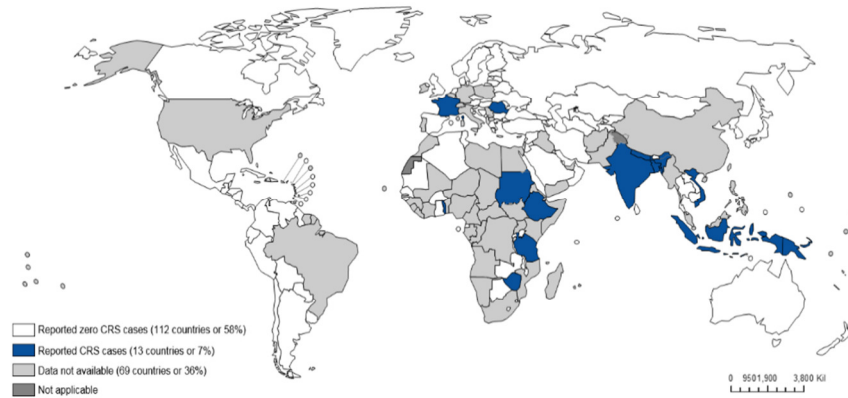 Reported zero CRS cases (112 countries or 58%)
Reported CRS cases (13 countries or 7%)
Data not available (69 countries or 36%)
Not applicable
0 9501,900 3,800 Kil